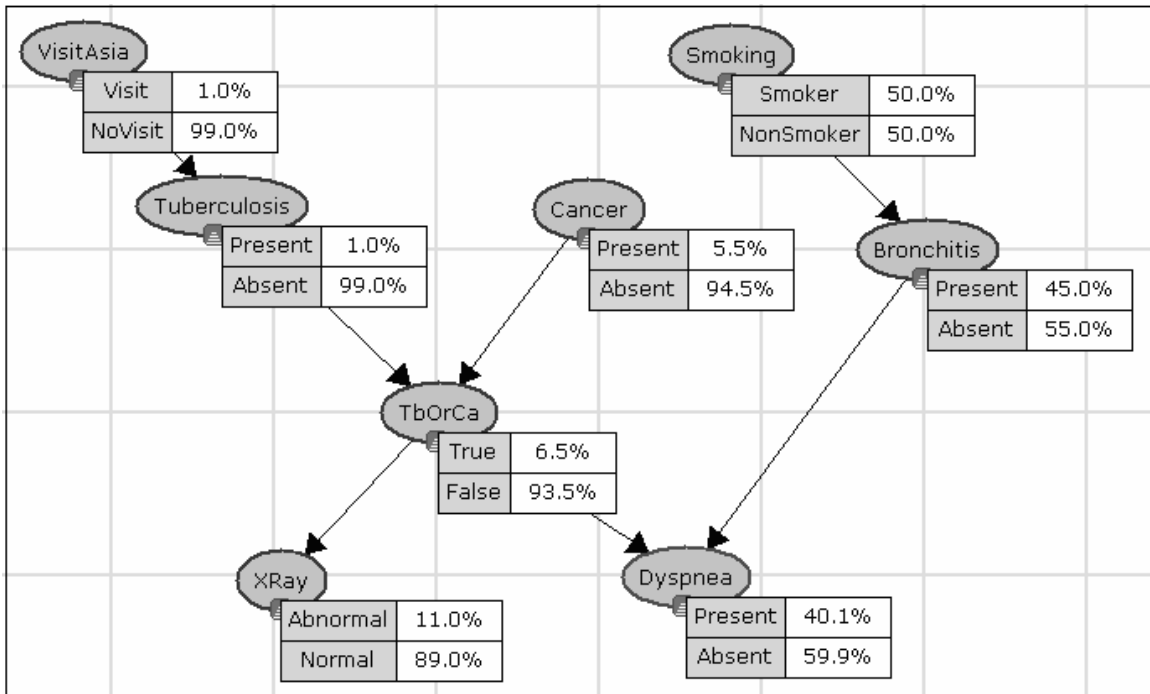 VisitAsia
Visit 1.0%
NoVisit 99.0%
Smoking
Smoker 50.0%
NonSmoker 50.0%
Tuberculosis
Present 1.0%
Absent 99.0%
Cancer
Present 5.5%
Absent 94.5%
Bronchitis
Present 45.0%
Absent 55.0%
TbOrCa
True 6.5%
False 93.5%
XRay
Abnormal 11.0%
Normal 89.0%
Dyspnea
Present 40.1%
Absent 59.9%